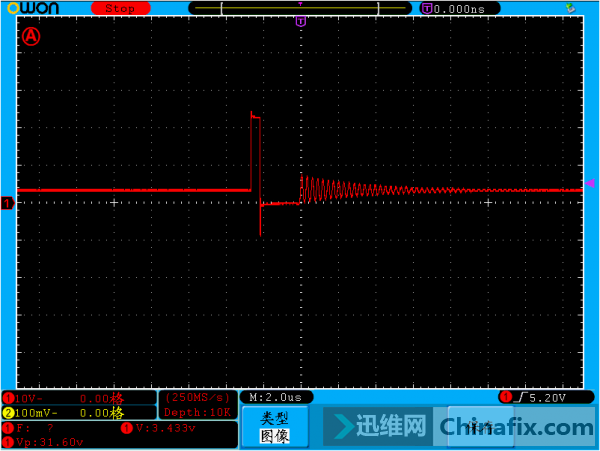 owon Stop T T 0.000ns
A
T
1
1 10V- 0.00格 (250MS/s) M:2.0us 1 5.20V
2 100mV- 0.00格 Depth:10K
1 F: ? 1 V:3.433v
1 Vp:31.60v
类型
图像
迅维网 Chinafix.com